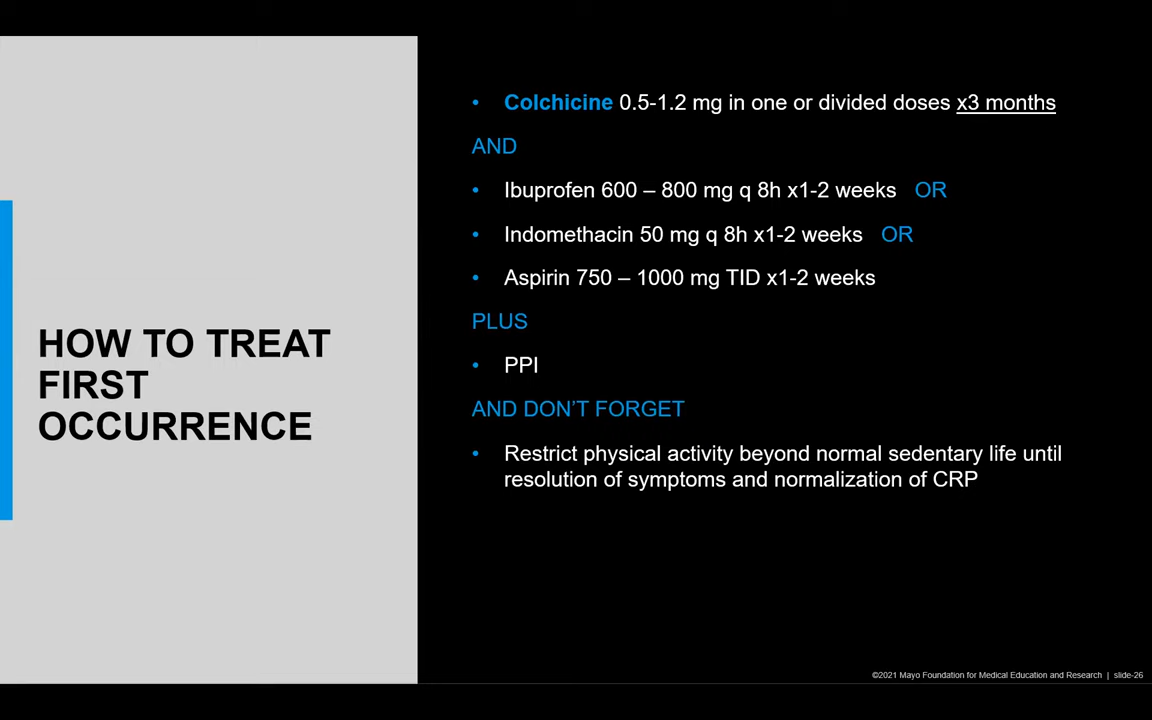 HOW TO TREAT
FIRST
OCCURRENCE
• Colchicine 0.5-1.2 mg in one or divided doses x3 months
AND
• Ibuprofen 600 – 800 mg q 8h x1-2 weeks OR
• Indomethacin 50 mg q 8h x1-2 weeks OR
• Aspirin 750 – 1000 mg TID x1-2 weeks
PLUS
• PPI
AND DON'T FORGET
• Restrict physical activity beyond normal sedentary life until
resolution of symptoms and normalization of CRP
©2021 Mayo Foundation for Medical Education and Research | slide-26